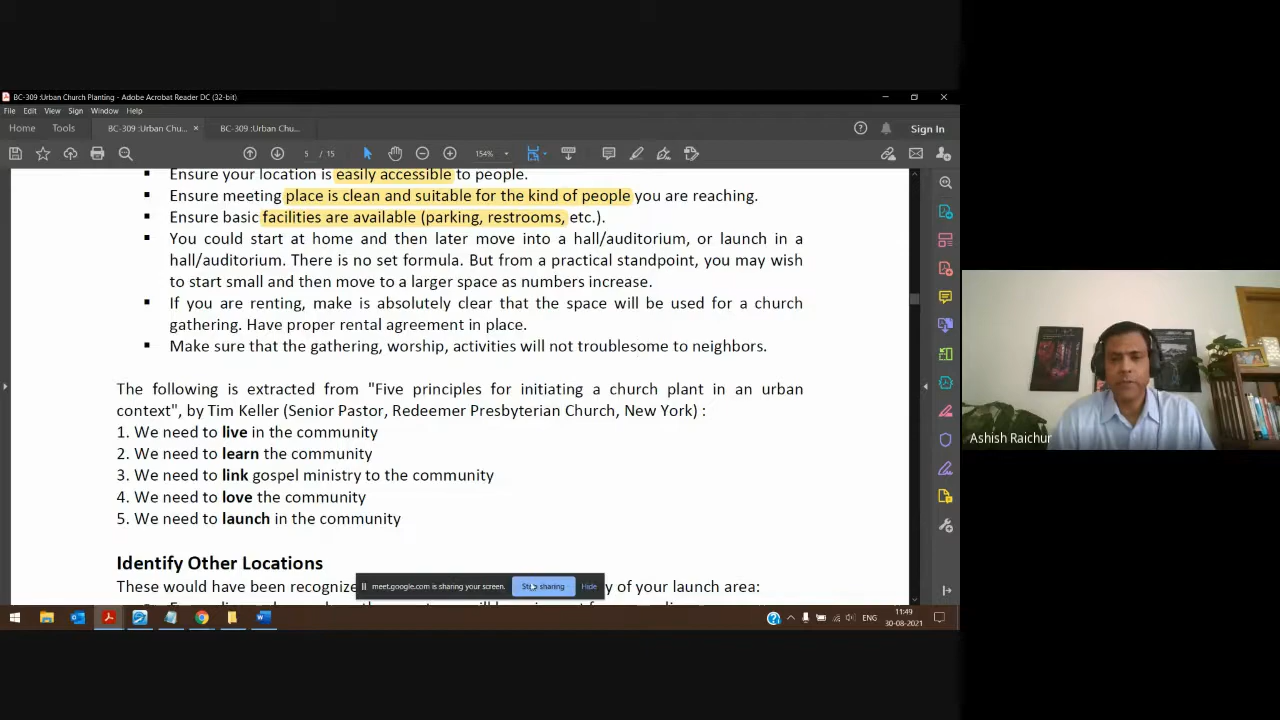 BC-309 :Urban Church Planting - Adobe Acrobat Reader DC (32-bit)
File Edit View Sign Window Help
Home Tools BC-309 :Urban Chu... × BC-309 :Urban Chu... Sign In
5 / 15 154%
Ensure your location is easily accessible to people.
Ensure meeting place is clean and suitable for the kind of people you are reaching.
Ensure basic facilities are available (parking, restrooms, etc.).
You could start at home and then later move into a hall/auditorium, or launch in a
hall/auditorium. There is no set formula. But from a practical standpoint, you may wish
to start small and then move to a larger space as numbers increase.
If you are renting, make is absolutely clear that the space will be used for a church
gathering. Have proper rental agreement in place.
Make sure that the gathering, worship, activities will not troublesome to neighbors.
The following is extracted from "Five principles for initiating a church plant in an urban
context", by Tim Keller (Senior Pastor, Redeemer Presbyterian Church, New York) :
1. We need to live in the community
2. We need to learn the community
3. We need to link gospel ministry to the community
4. We need to love the community
5. We need to launch in the community
Identify Other Locations
These would have been recognize
y of your launch area:
meet.google.com is sharing your screen. Stop sharing Hide
ENG
11:49
30-08-2021
Ashish Raichur